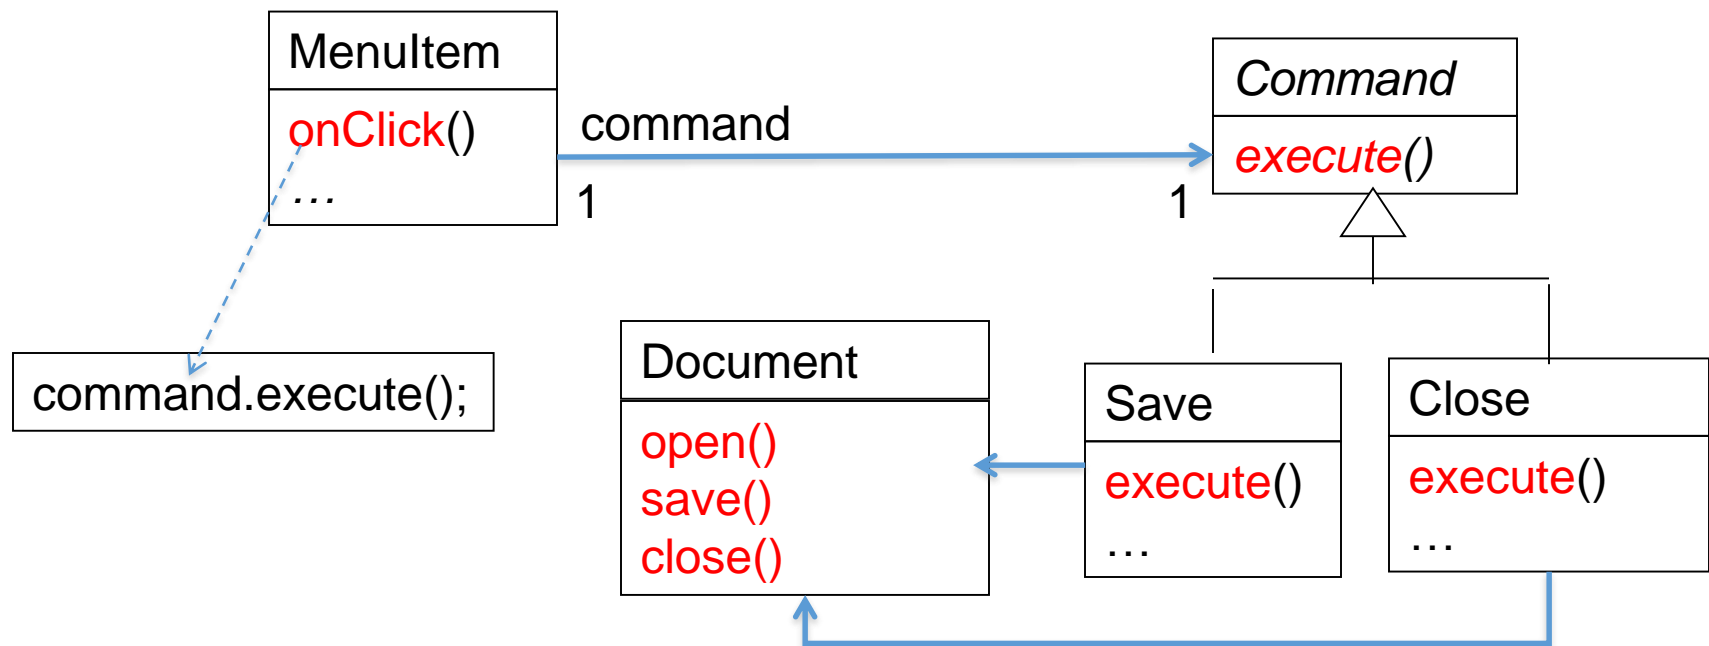 MenuItem
onClick()
…
command
1
1
Command
execute()
command.execute();
Document
open()
save()
close()
Save
execute()
…
Close
execute()
…